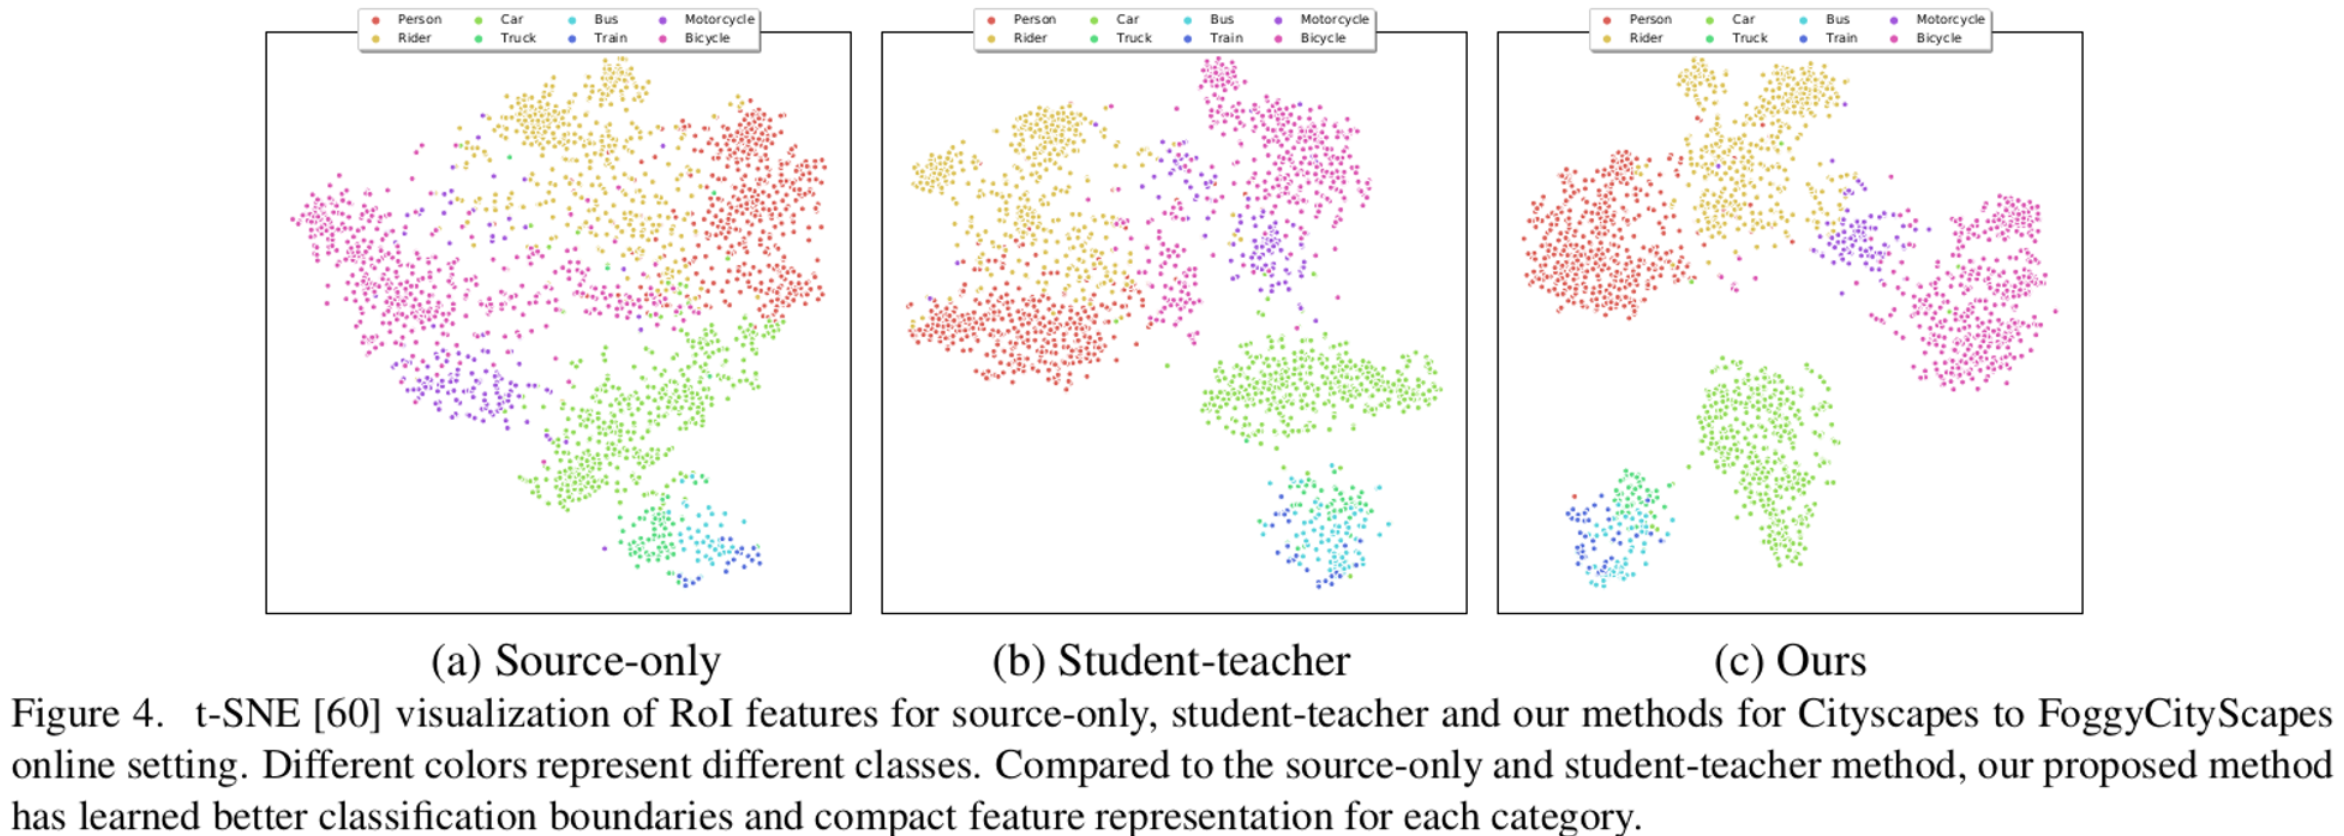 Person Car Bus Motorcycle
Rider Truck Train Bicycle
Person Car Bus Motorcycle
Rider Truck Train Bicycle
Person Car Bus Motorcycle
Rider Truck Train Bicycle
(a) Source-only
(b) Student-teacher
(c) Ours
Figure 4. t-SNE [60] visualization of RoI features for source-only, student-teacher and our methods for Cityscapes to FoggyCityScapes
online setting. Different colors represent different classes. Compared to the source-only and student-teacher method, our proposed method
has learned better classification boundaries and compact feature representation for each category.